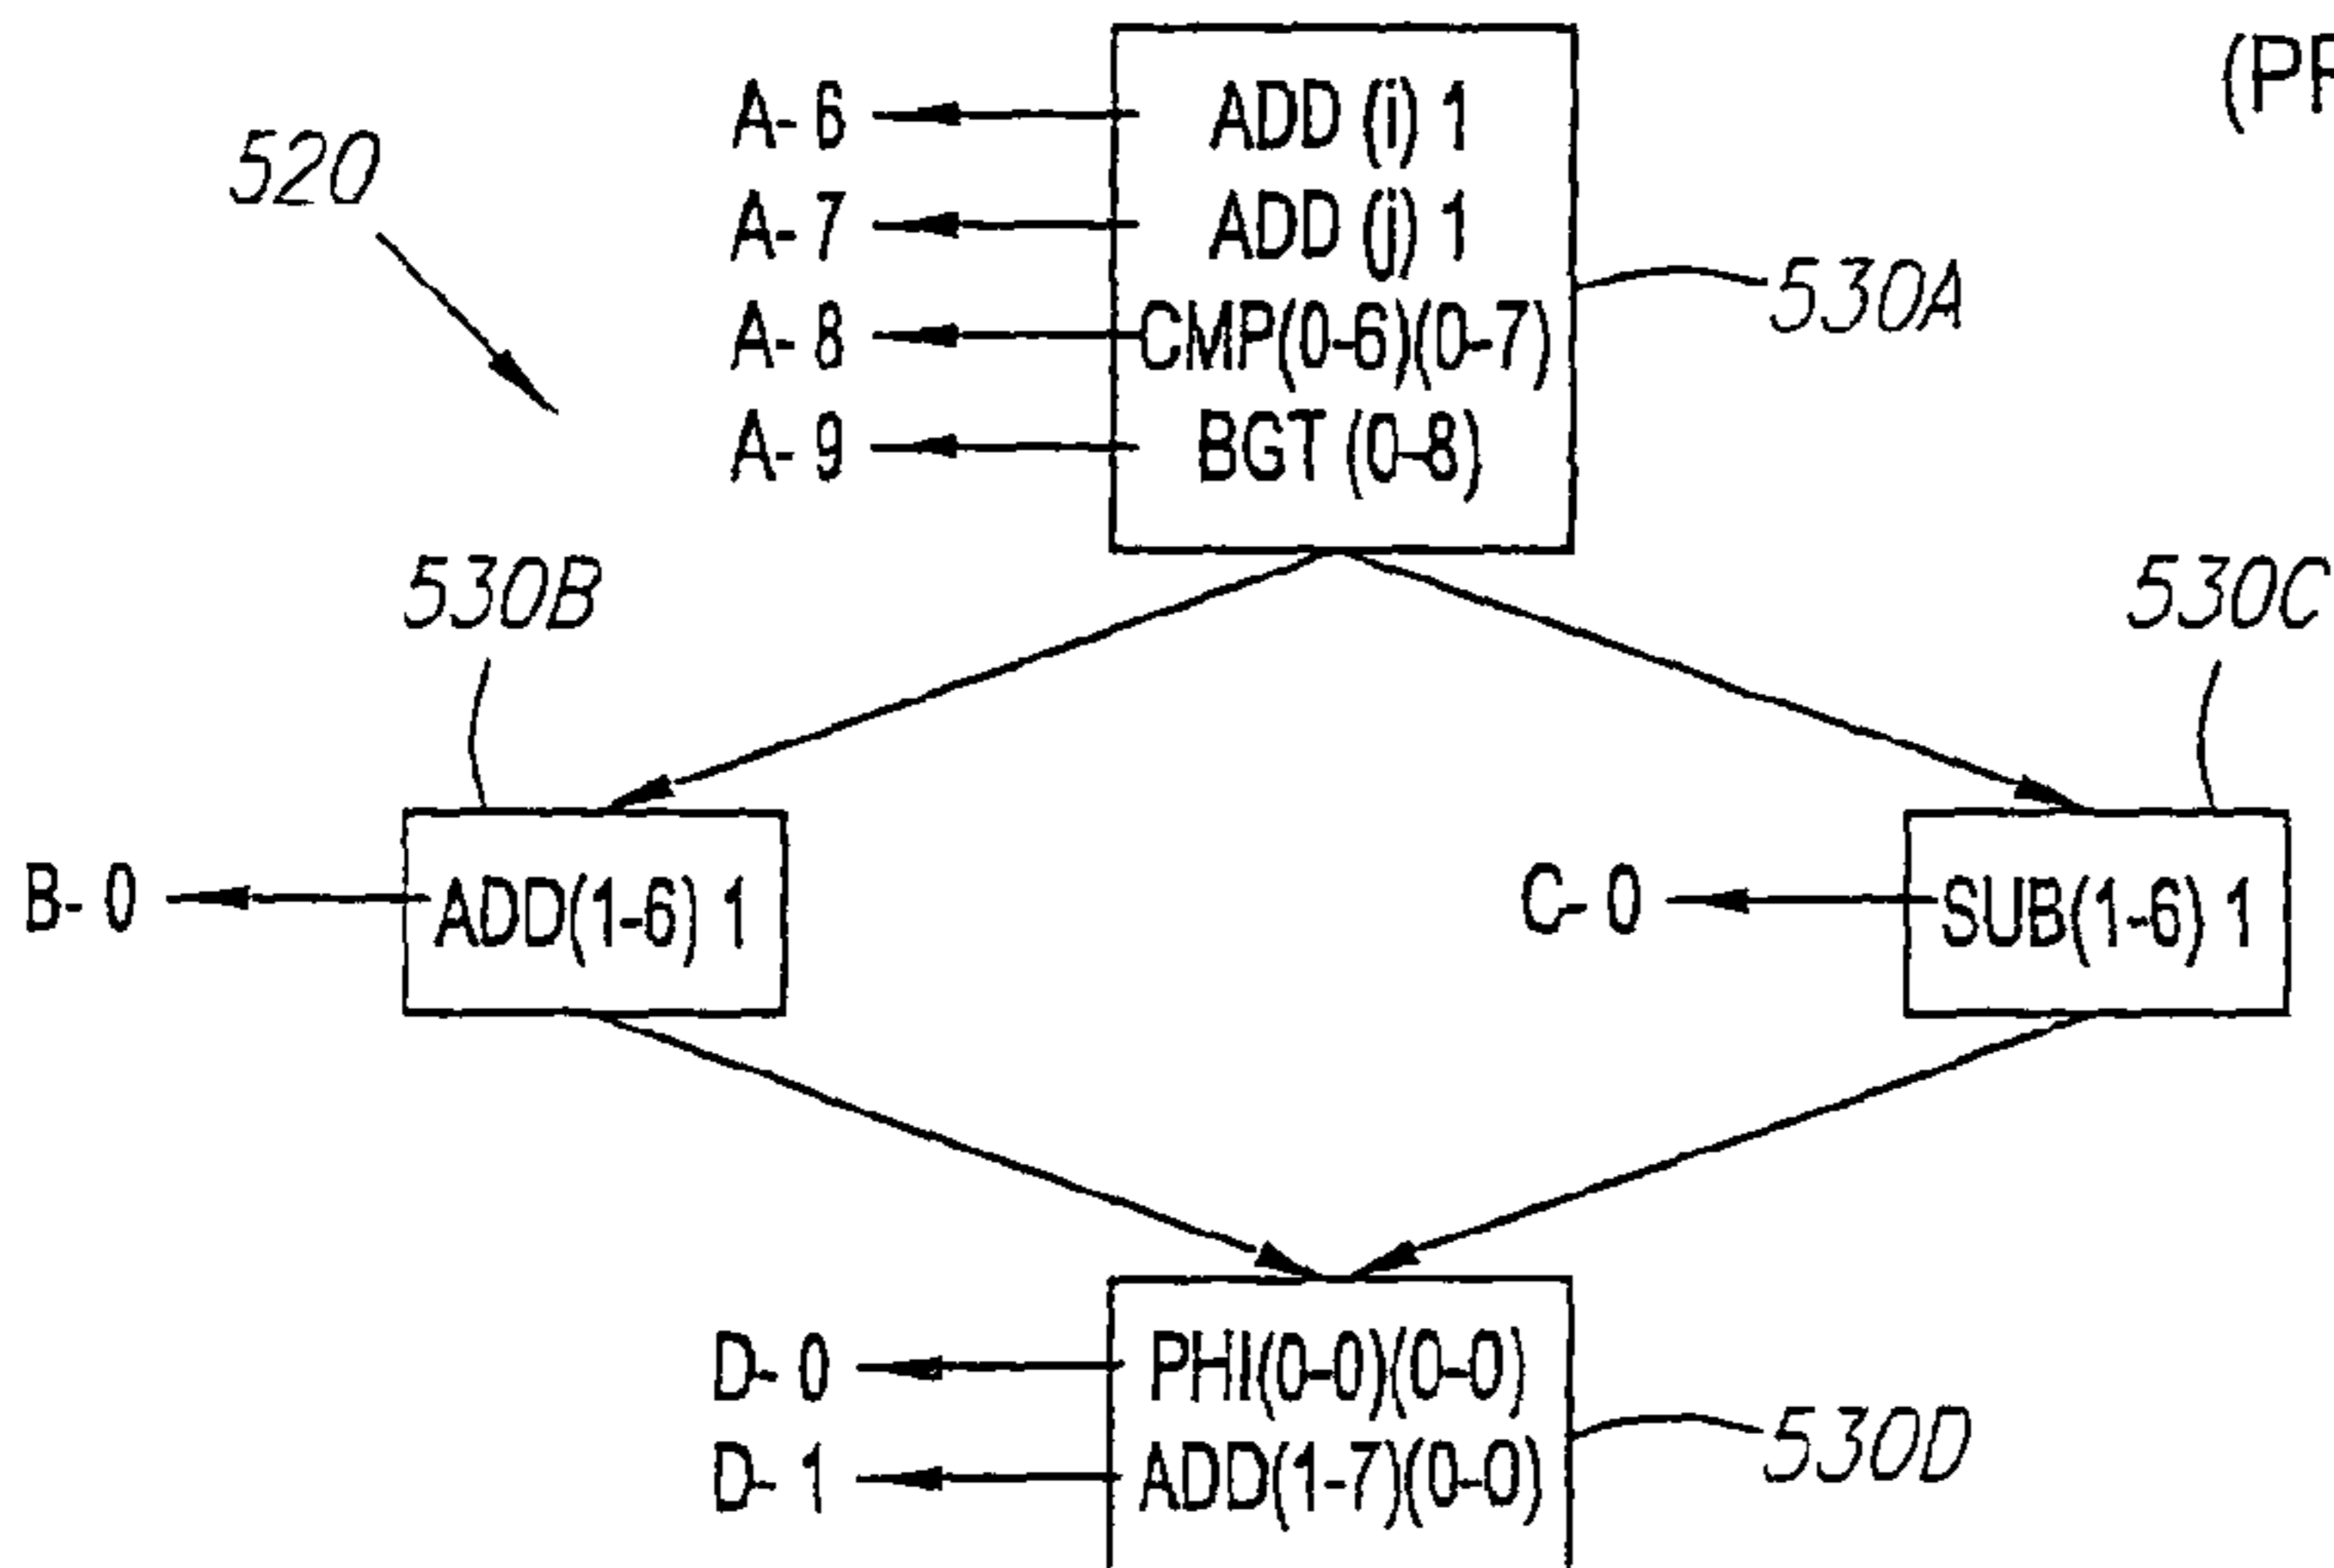 (PR
A-6 ADD (i) 1
520
A-7 ADD (j) 1
530A
A-8 CMP(0-6)(0-7)
A-9 BGT (0-8)
530B
530C
B-0 ADD(1-6) 1
C-0 SUB(1-6) 1
D-0 PHI(0-0)(0-0)
530D
D-1 ADD(1-7)(0-0)